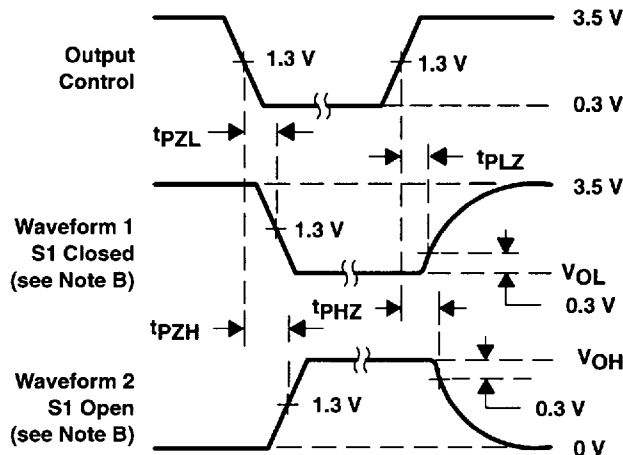 3.5 V
Output
Control
1.3 V
1.3 V
0.3 V
tPZL
tPLZ
3.5 V
Waveform 1
S1 Closed
(see Note B)
1.3 V
VOL
0.3 V
tPZH
tPHZ
VOH
Waveform 2
S1 Open
(see Note B)
1.3 V
0.3 V
0 V